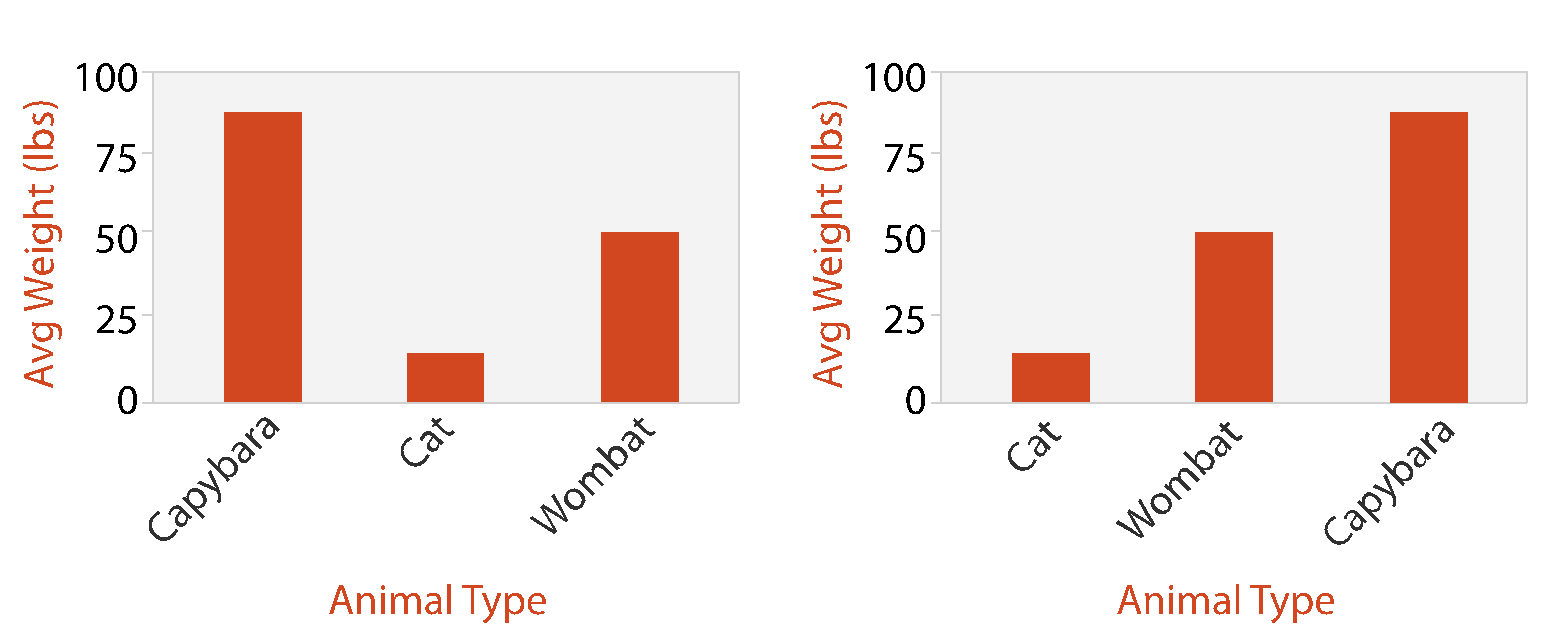 Avg Weight (lbs)
100
75
50
25
0
Capybara
Cat
Wombat
Animal Type
Avg Weight (lbs)
100
75
50
25
0
Cat
Wombat
Capybara
Animal Type